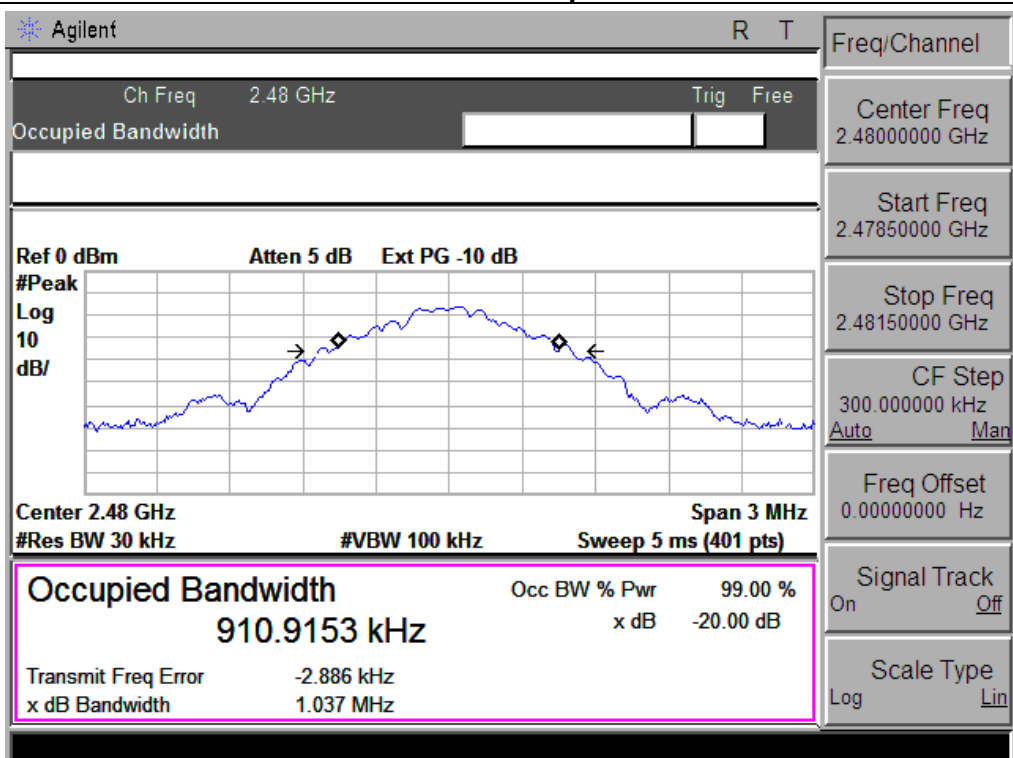 Agilent R T
Ch Freq 2.48 GHz Trig Free
Occupied Bandwidth
Ref 0 dBm Atten 5 dB Ext PG -10 dB
#Peak
Log
10
dB/
Center 2.48 GHz Span 3 MHz
#Res BW 30 kHz #VBW 100 kHz Sweep 5 ms (401 pts)
Occupied Bandwidth Occ BW % Pwr 99.00 %
910.9153 kHz x dB -20.00 dB
Transmit Freq Error -2.886 kHz
x dB Bandwidth 1.037 MHz
Freq/Channel
Center Freq
2.48000000 GHz
Start Freq
2.47850000 GHz
Stop Freq
2.48150000 GHz
CF Step
300.000000 kHz
Auto Man
Freq Offset
0.00000000 Hz
Signal Track
On Off
Scale Type
Log Lin